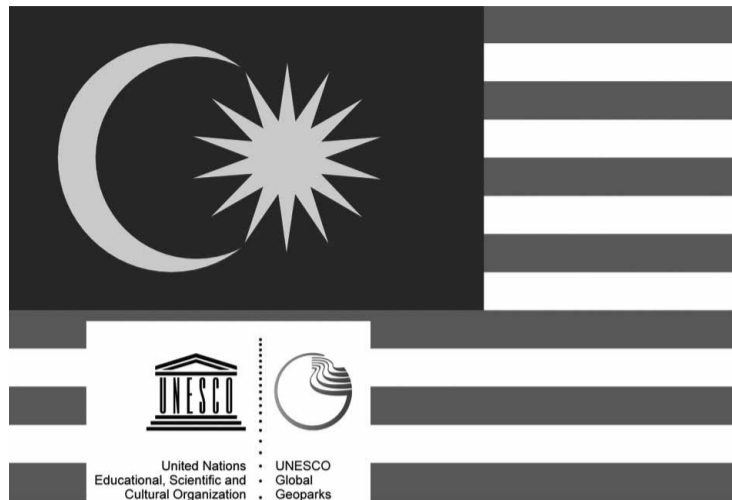 UNESCO
United Nations
Educational, Scientific and
Cultural Organization
UNESCO
Global
Geoparks